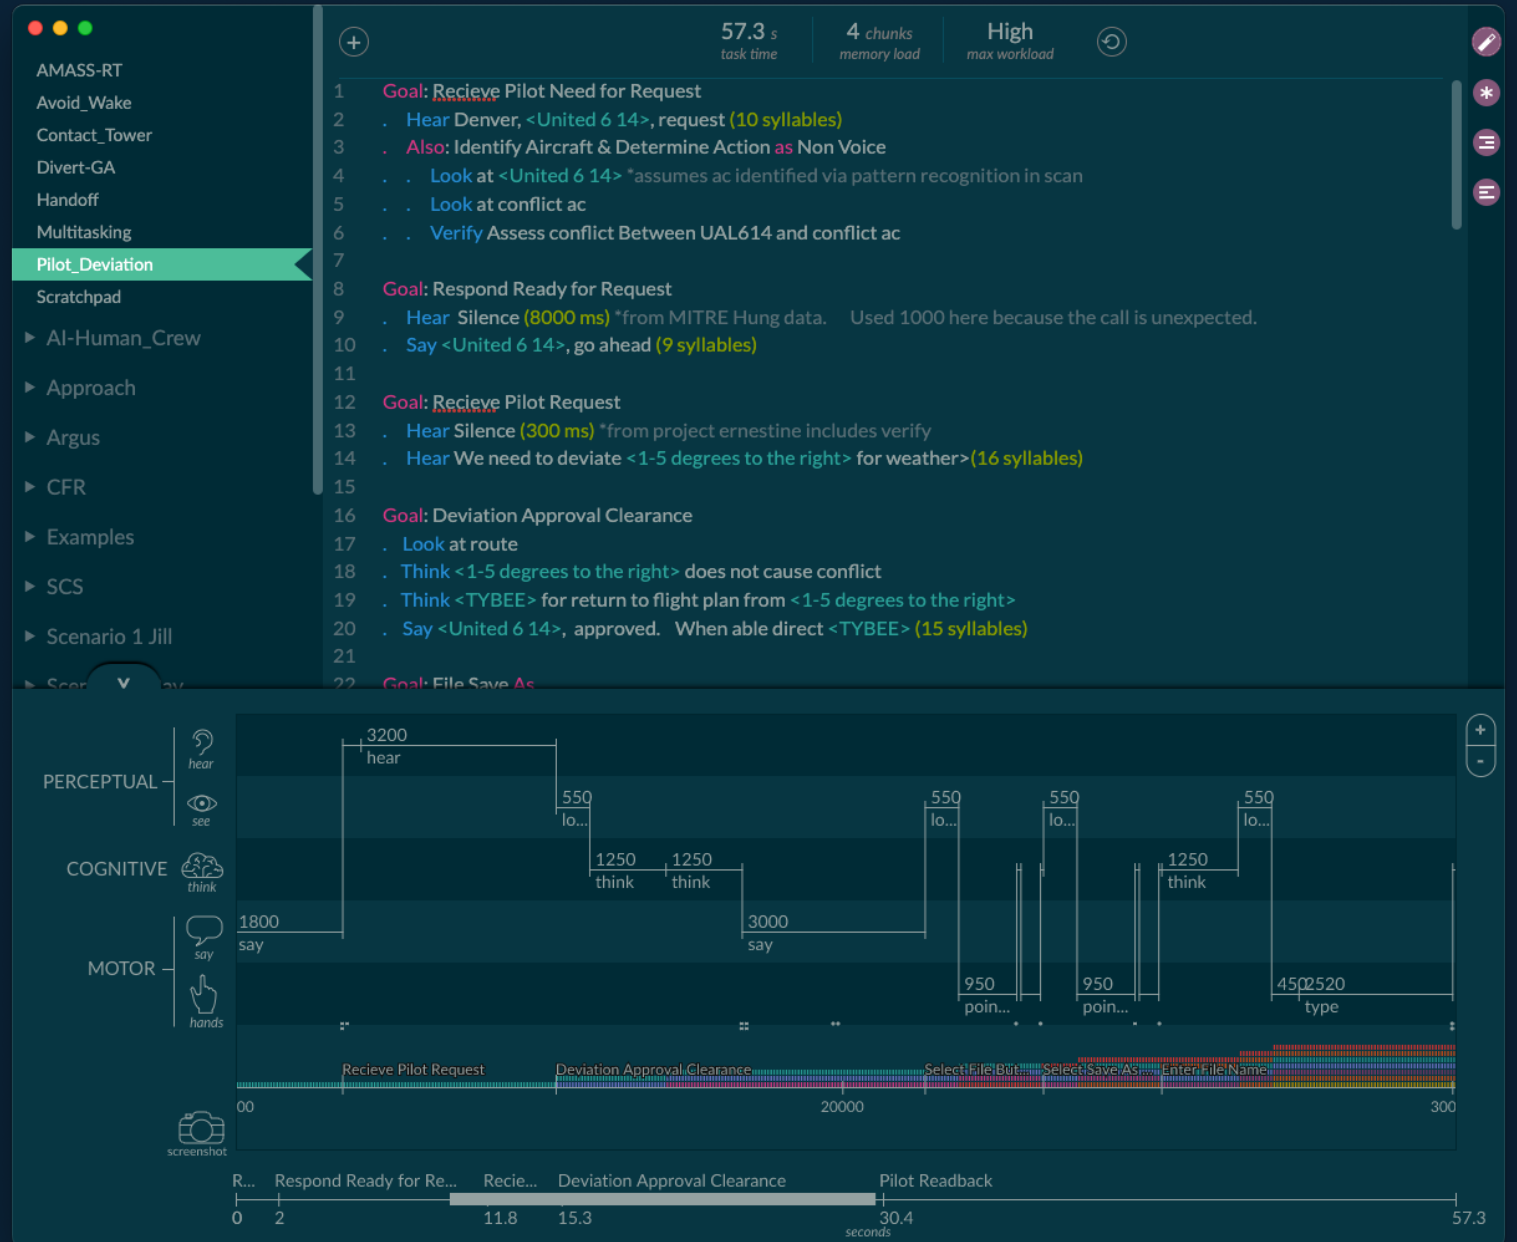 57.3 s
task time
4 chunks
memory load
High
max workload
AMASS-RT
Avoid_Wake
Contact_Tower
Divert-GA
Handoff
Multitasking
Pilot_Deviation
Scratchpad
AI-Human_Crew
Approach
Argus
CFR
Examples
SCS
Scenario 1 Jill
1 Goal: Recieve Pilot Need for Request
2 . Hear Denver, <United 6 14>, request (10 syllables)
3 . Also: Identify Aircraft & Determine Action as Non Voice
4 . . Look at <United 6 14> *assumes ac identified via pattern recognition in scan
5 . . Look at conflict ac
6 . . Verify Assess conflict Between UAL614 and conflict ac
7
8 Goal: Respond Ready for Request
9 . Hear Silence (8000 ms) *from MITRE Hung data. Used 1000 here because the call is unexpected.
10 . Say <United 6 14>, go ahead (9 syllables)
11
12 Goal: Recieve Pilot Request
13 . Hear Silence (300 ms) *from project ernestine includes verify
14 . Hear We need to deviate <1-5 degrees to the right> for weather>(16 syllables)
15
16 Goal: Deviation Approval Clearance
17 . Look at route
18 . Think <1-5 degrees to the right> does not cause conflict
19 . Think <TYBEE> for return to flight plan from <1-5 degrees to the right>
20 . Say <United 6 14>, approved. When able direct <TYBEE> (15 syllables)
21
22 Goal: File Save As
PERCEPTUAL
hear
see
COGNITIVE
think
MOTOR
say
hands
screenshot
3200
hear
550 550 550 550
lo... lo... lo... lo...
1250 1250 1250
think think think
1800 3000
say say
950 950 450 2520
poin... poin... type
Recieve Pilot Request Deviation Approval Clearance Select File But... Select Save As ... Enter File Name
00 20000 300
R... Respond Ready for Re... Recie... Deviation Approval Clearance Pilot Readback
0 2 11.8 15.3 30.4 57.3
seconds